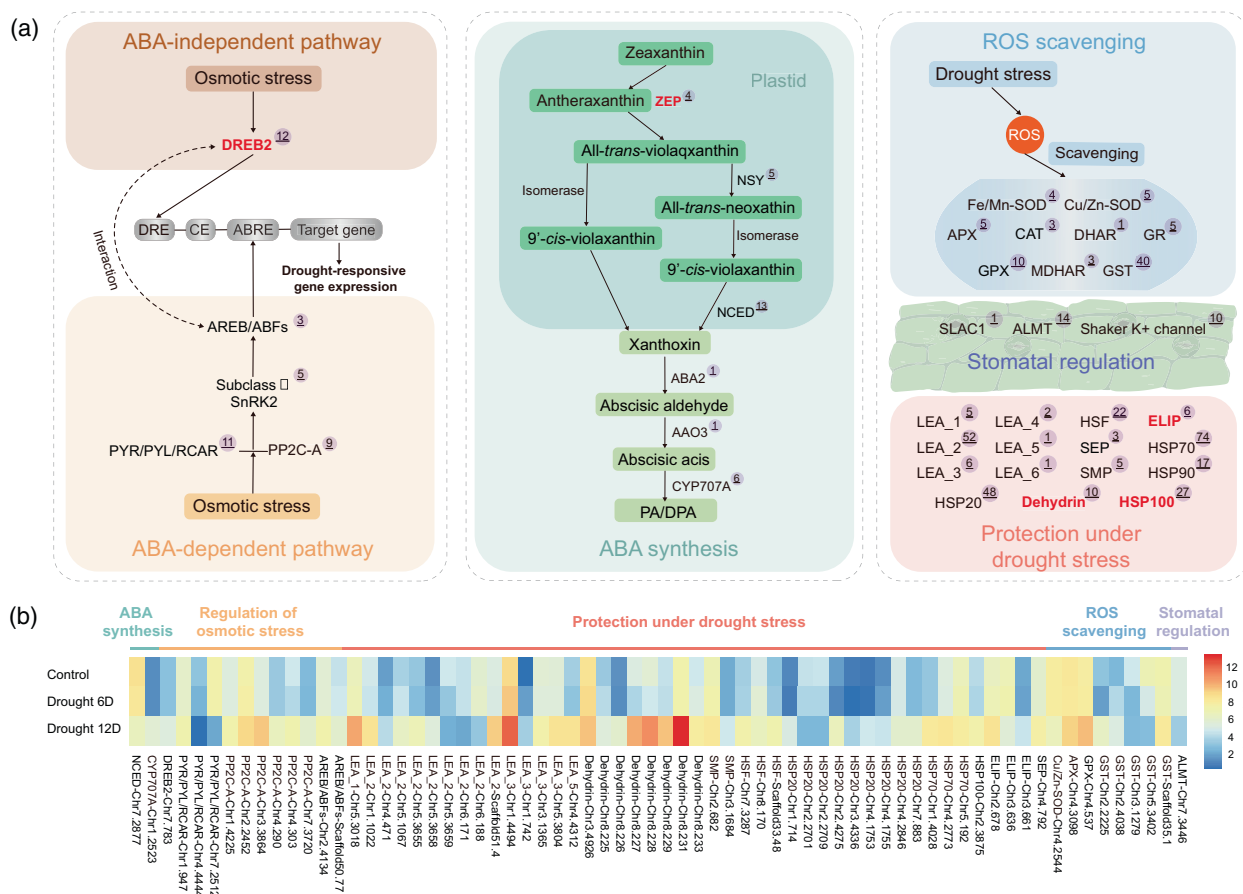 (a)
ABA-independent pathway
Osmotic stress
DREB2 12
Interaction
DRE CE ABRE Target gene
Drought-responsive
gene expression
AREB/ABFs 3
Subclass 5
SnRK2
PYR/PYL/RCAR 11 PP2C-A 9
Osmotic stress
ABA-dependent pathway
Zeaxanthin
Plastid
Antheraxanthin ZEP 4
All-trans-violaqxanthin
Isomerase
NSY 5
All-trans-neoxathin
9'-cis-violaxanthin
Isomerase
9'-cis-violaxanthin
NCED 13
Xanthoxin
ABA2 1
Abscisic aldehyde
AAO3 1
Abscisic acis
CYP707A 6
PA/DPA
ABA synthesis
ROS scavenging
Drought stress
ROS
Scavenging
Fe/Mn-SOD 4 Cu/Zn-SOD 5
APX 5 CAT 3 DHAR 1 GR 5
GPX 10 MDHAR 3 GST 40
SLAC1 1 ALMT 14 Shaker K+ channel 10
Stomatal regulation
LEA_1 5 LEA_4 2 HSF 22 ELIP 6
LEA_2 52 LEA_5 1 SEP 3 HSP70 74
LEA_3 6 LEA_6 1 SMP 5 HSP90 17
HSP20 48 Dehydrin 10 HSP100 27
Protection under
drought stress
(b)
ABA
synthesis
Regulation of
osmotic stress
Protection under drought stress
ROS
scavenging
Stomatal
regulation
Control
Drought 6D
Drought 12D
12
10
8
6
4
2
NCED-Chr7.2877
CYP707A-Chr1.2523
DREB2-Chr7.783
PYR/PYL/RCAR-Chr1.947
PYR/PYL/RCAR-Chr4.4444
PYR/PYL/RCAR-Chr7.2512
PP2C-A-Chr1.4225
PP2C-A-Chr2.2452
PP2C-A-Chr3.3864
PP2C-A-Chr4.290
PP2C-A-Chr4.303
PP2C-A-Chr7.3720
AREB/ABFs-Chr2.4134
AREB/ABFs-Scaffold50.77
LEA_1-Chr5.3018
LEA_2-Chr1.1022
LEA_2-Chr4.471
LEA_2-Chr5.1067
LEA_2-Chr5.3655
LEA_2-Chr5.3658
LEA_2-Chr5.3659
LEA_2-Chr6.171
LEA_2-Chr6.188
LEA_2-Scaffold51.4
LEA_3-Chr1.4494
LEA_3-Chr1.742
LEA_3-Chr3.1365
LEA_3-Chr5.3804
LEA_5-Chr4.4312
Dehydrin-Chr3.4926
Dehydrin-Chr8.225
Dehydrin-Chr8.226
Dehydrin-Chr8.227
Dehydrin-Chr8.228
Dehydrin-Chr8.229
Dehydrin-Chr8.231
Dehydrin-Chr8.233
SMP-Chr2.682
SMP-Chr3.1684
HSF-Chr7.3287
HSF-Chr8.170
HSF-Scaffold33.48
HSP20-Chr1.714
HSP20-Chr2.2701
HSP20-Chr2.2709
HSP20-Chr2.4275
HSP20-Chr3.4336
HSP20-Chr4.1753
HSP20-Chr4.1755
HSP20-Chr4.2846
HSP20-Chr7.883
HSP70-Chr1.4028
HSP70-Chr4.2773
HSP70-Chr5.192
HSP100-Chr2.3875
ELIP-Chr2.678
ELIP-Chr3.636
ELIP-Chr3.661
SEP-Chr4.792
Cu/Zn-SOD-Chr4.2544
APX-Chr4.3098
GPX-Chr4.537
GST-Chr2.2225
GST-Chr2.4038
GST-Chr3.1279
GST-Chr5.3402
GST-Scaffold35.1
ALMT-Chr7.3446